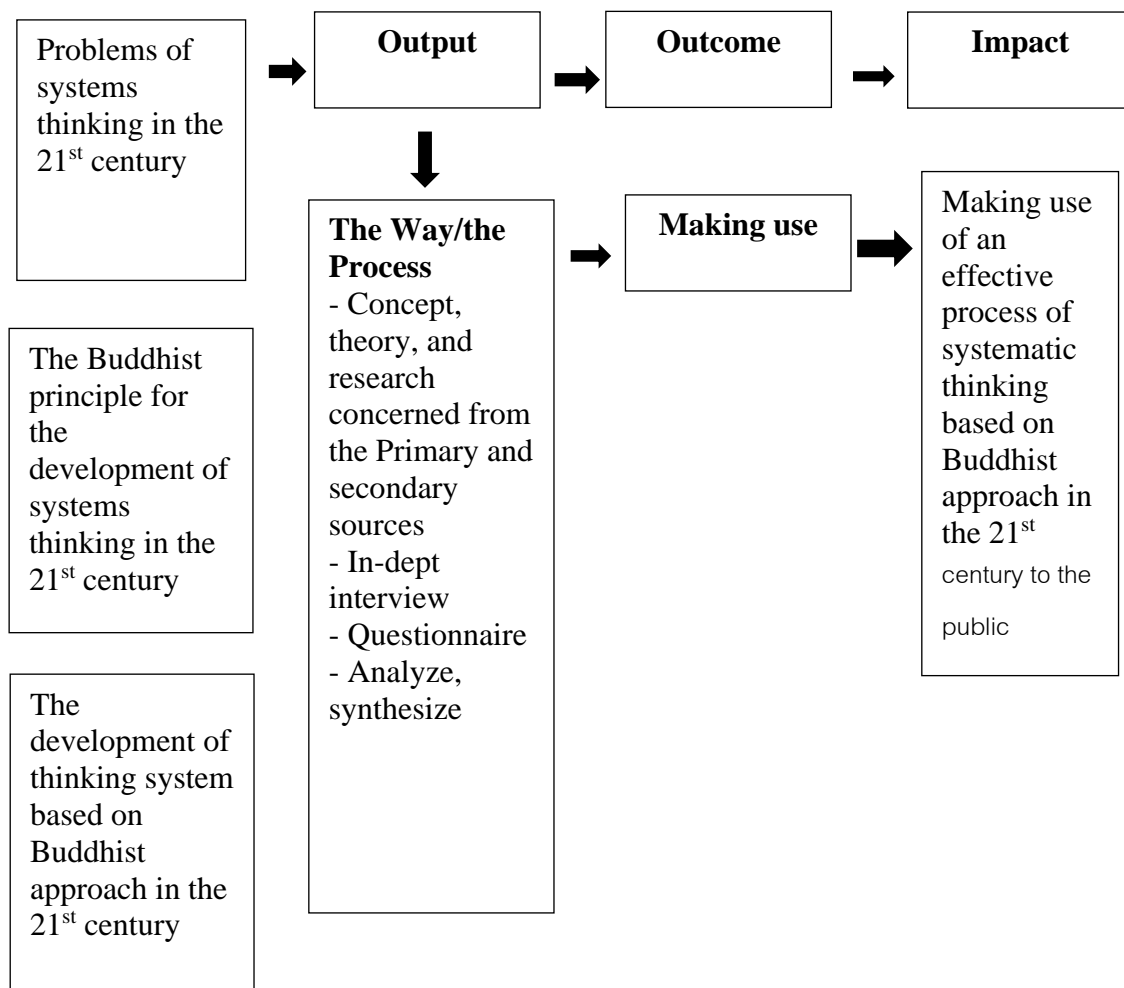 Problems of
systems
thinking in the
21st century
Output
Outcome
Impact
The Way/the
Process
- Concept,
theory, and
research
concerned from
the Primary and
secondary
sources
- In-dept
interview
- Questionnaire
- Analyze,
synthesize
Making use
Making use
of an
effective
process of
systematic
thinking
based on
Buddhist
approach in
the 21st
century to the
public
The Buddhist
principle for
the
development of
systems
thinking in the
21st century
The
development of
thinking system
based on
Buddhist
approach in the
21st century